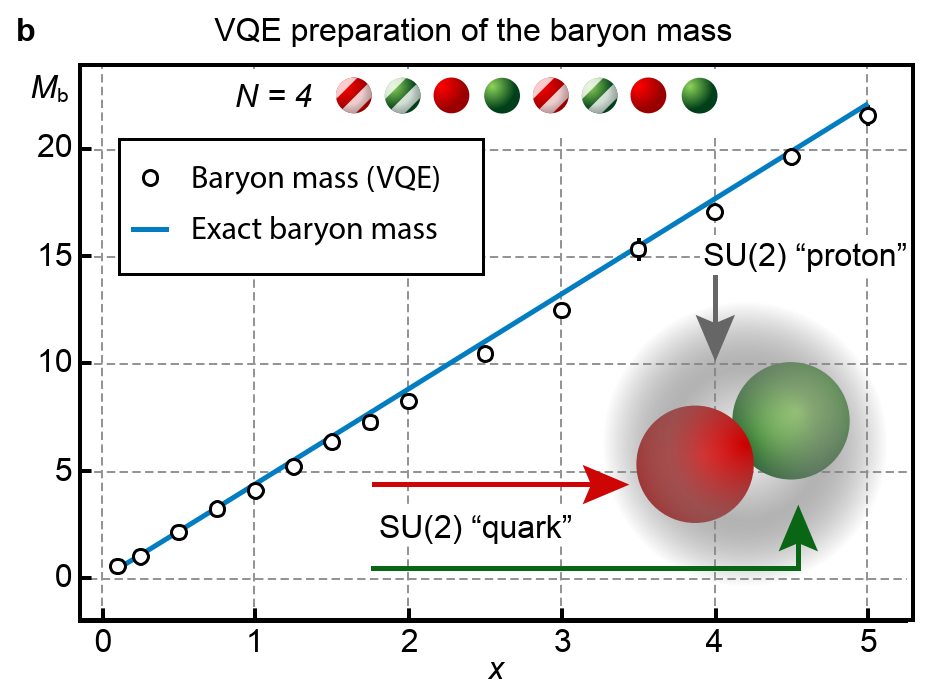 b
VQE preparation of the baryon mass
M_b
N = 4
20
15
10
5
0
Baryon mass (VQE)
Exact baryon mass
SU(2) “proton”
SU(2) “quark”
0 1 2 3 4 5
x